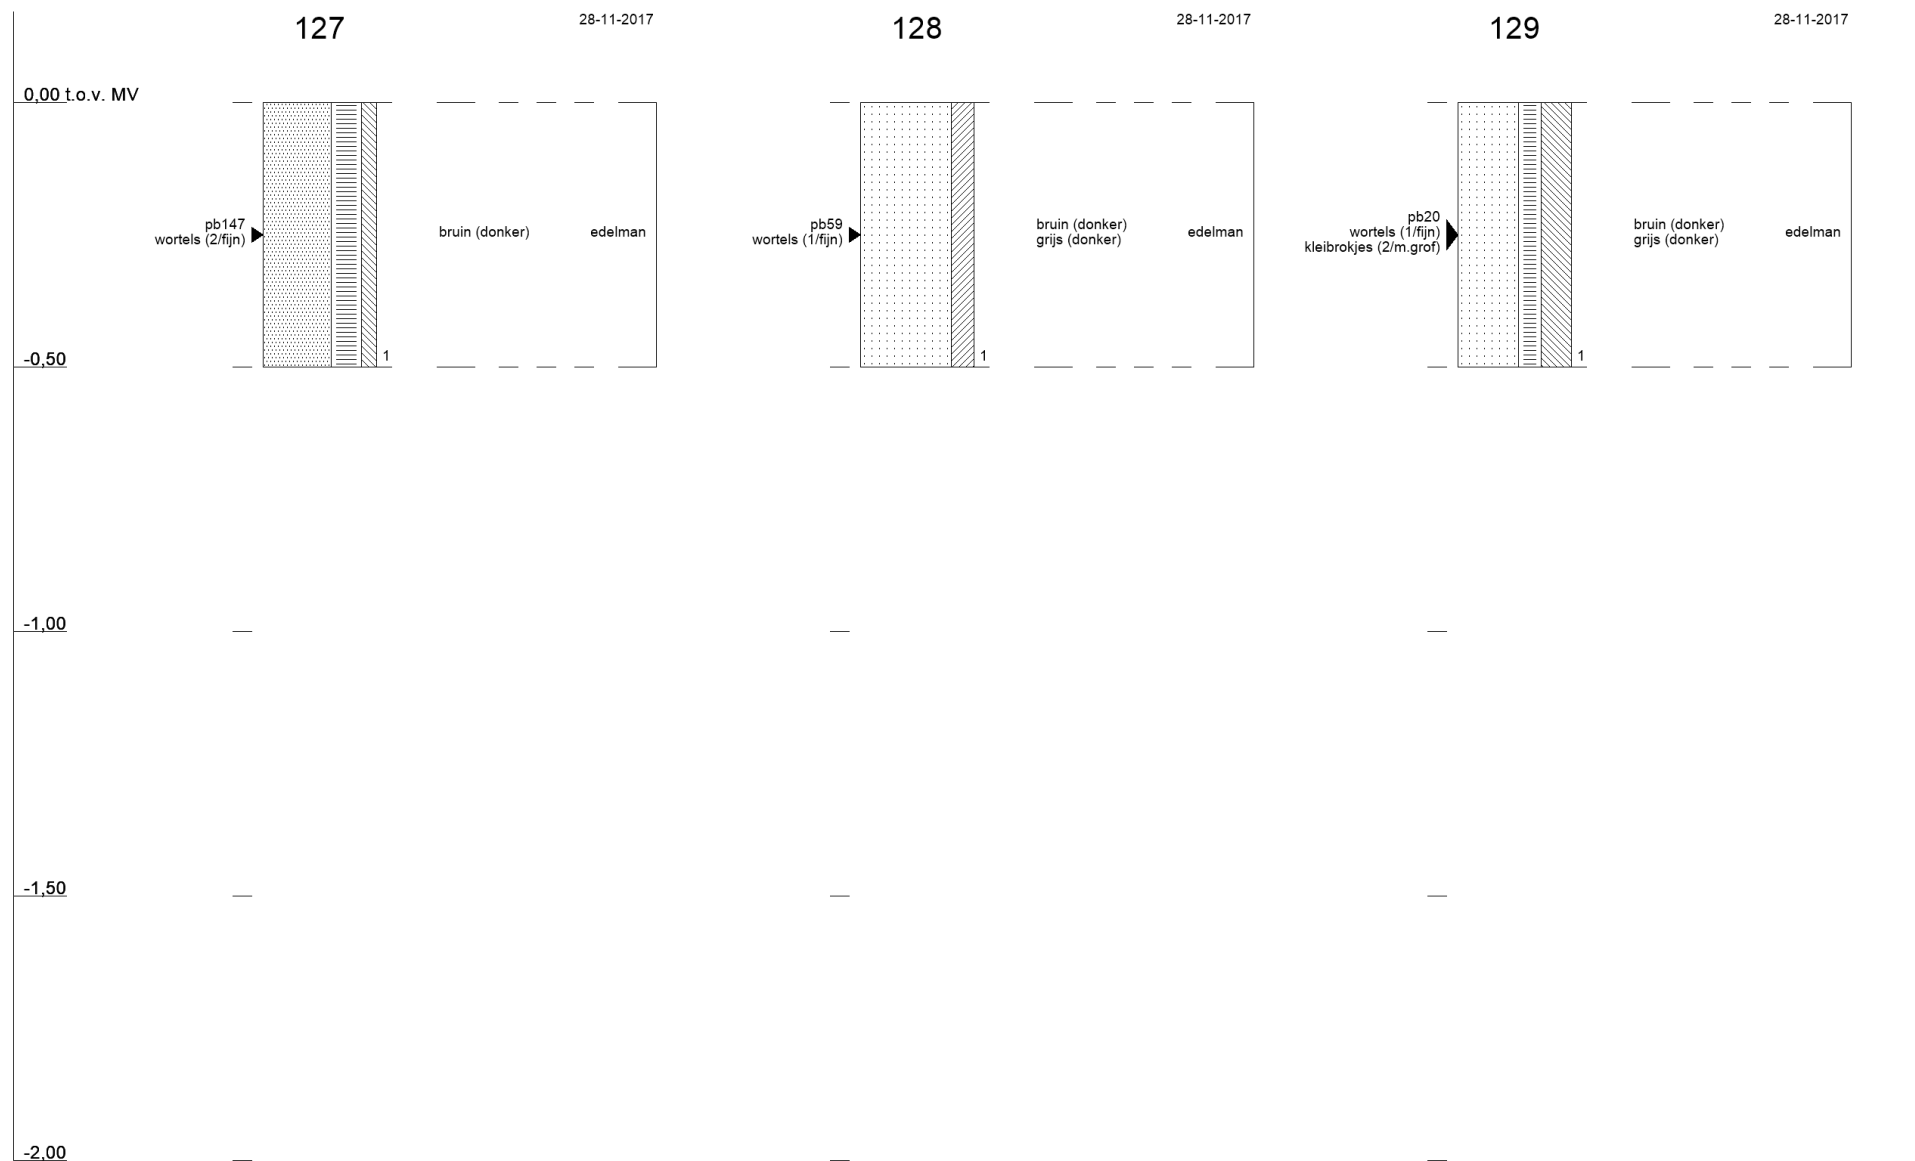 127
28-11-2017
128
28-11-2017
129
28-11-2017
0,00 t.o.v. MV
pb147
wortels (2/fijn)
bruin (donker)
edelman
1
pb59
wortels (1/fijn)
bruin (donker)
grijs (donker)
edelman
1
pb20
wortels (1/fijn)
kleibrokjes (2/m.grof)
bruin (donker)
grijs (donker)
edelman
1
-0,50
-1,00
-1,50
-2,00